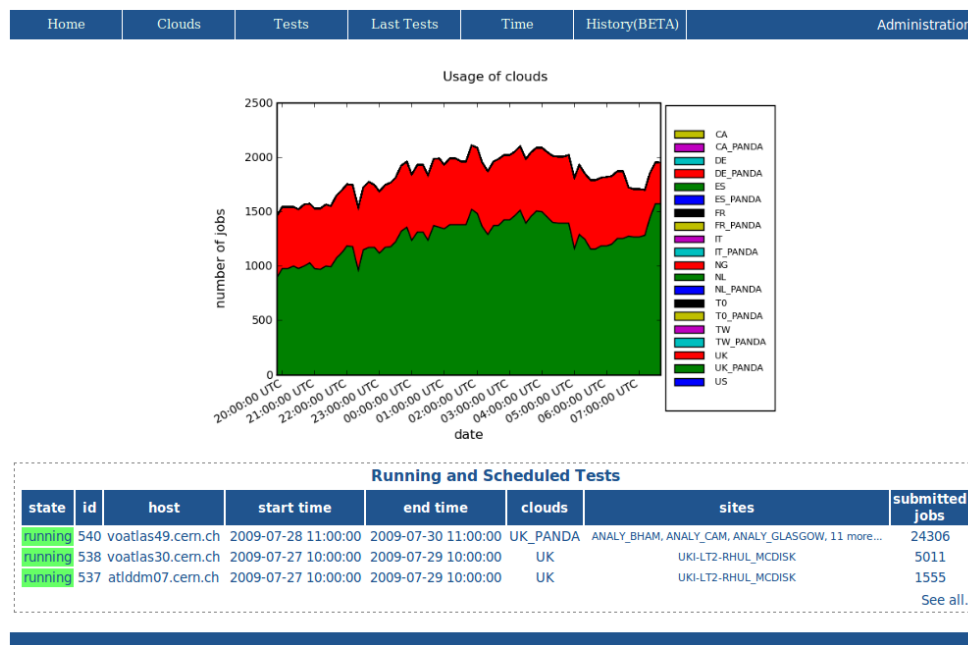 Home Clouds Tests Last Tests Time History(BETA) Administration
Usage of clouds
number of jobs
2500
2000
1500
1000
500
0
20:00:00 UTC
21:00:00 UTC
22:00:00 UTC
23:00:00 UTC
00:00:00 UTC
01:00:00 UTC
02:00:00 UTC
03:00:00 UTC
04:00:00 UTC
05:00:00 UTC
06:00:00 UTC
07:00:00 UTC
date
CA
CA_PANDA
DE
DE_PANDA
ES
ES_PANDA
FR
FR_PANDA
IT
IT_PANDA
NG
NL
NL_PANDA
T0
T0_PANDA
TW
TW_PANDA
UK
UK_PANDA
US
Running and Scheduled Tests
state id host start time end time clouds sites submitted jobs
running 540 voatlas49.cern.ch 2009-07-28 11:00:00 2009-07-30 11:00:00 UK_PANDA ANALY_BHAM, ANALY_CAM, ANALY_GLASGOW, 11 more... 24306
running 538 voatlas30.cern.ch 2009-07-27 10:00:00 2009-07-29 10:00:00 UK UKI-LT2-RHUL_MCDISK 5011
running 537 atlddm07.cern.ch 2009-07-27 10:00:00 2009-07-29 10:00:00 UK UKI-LT2-RHUL_MCDISK 1555
See all.